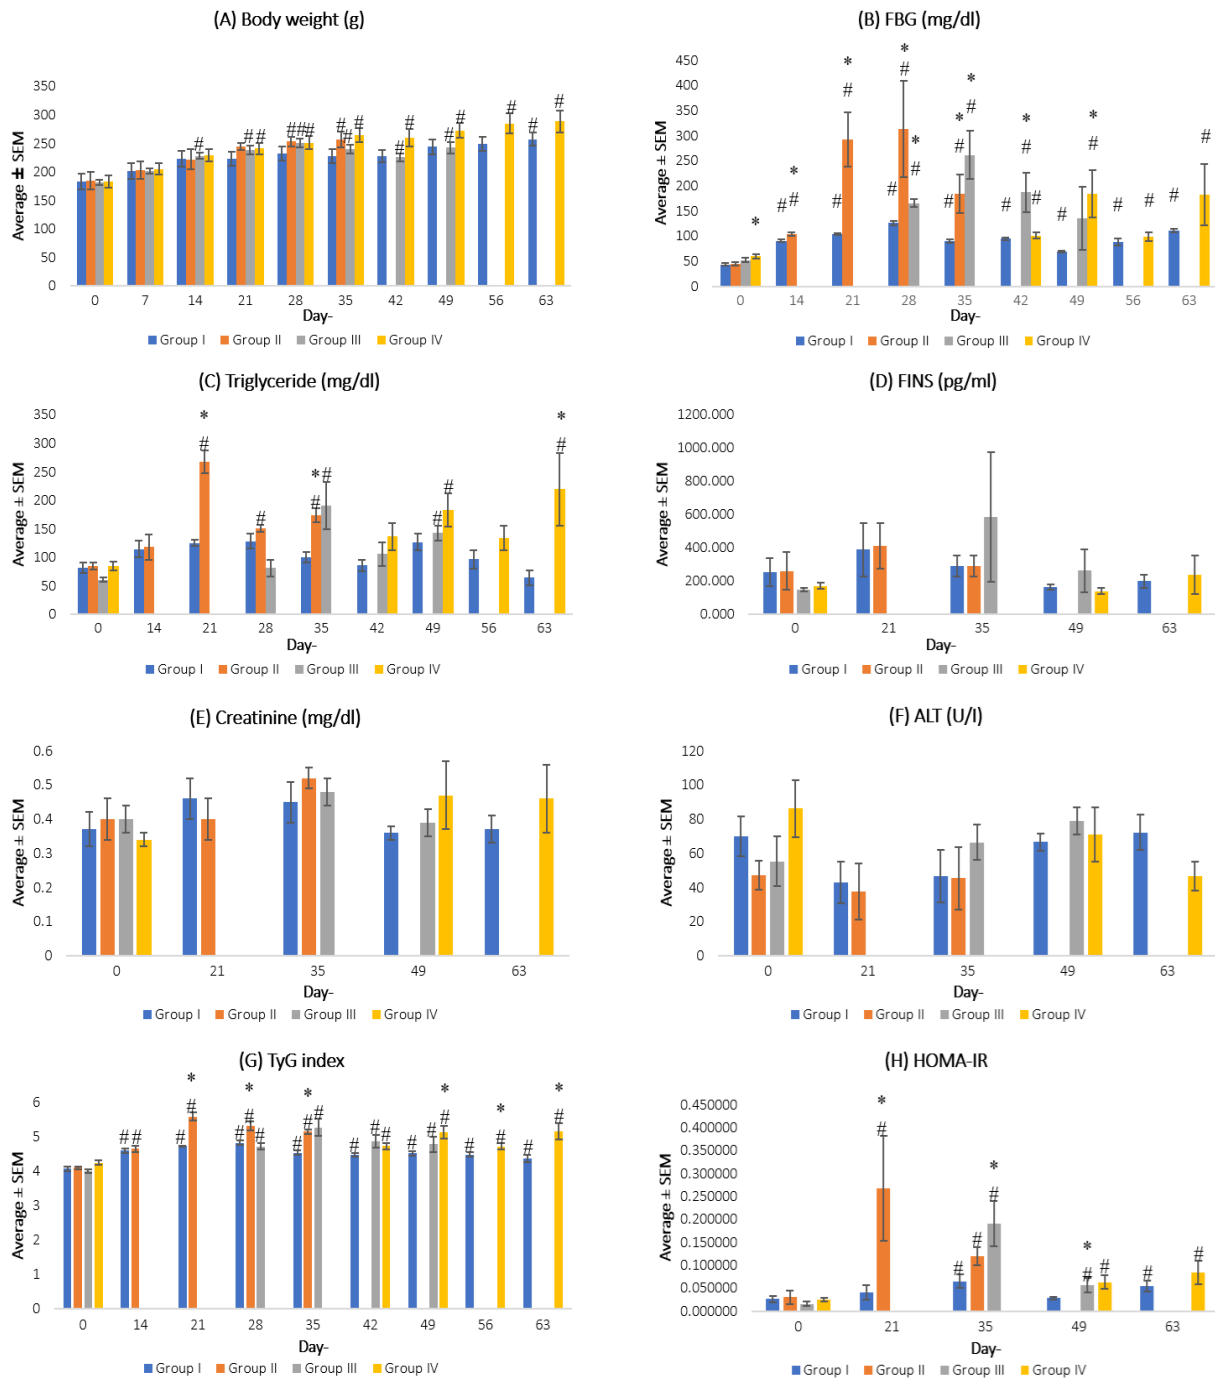 (A) Body weight (g)
Average ± SEM
350
300
250
200
150
100
50
0
# # # # # # # # # # # # # # # # #
0 7 14 21 28 35 42 49 56 63
Day-
Group I Group II Group III Group IV
(B) FBG (mg/dl)
Average ± SEM
450
400
350
300
250
200
150
100
50
0
* * * * * * * *
# # # # # # # # # # # # # # # # # #
0 14 21 28 35 42 49 56 63
Day-
Group I Group II Group III Group IV
(C) Triglyceride (mg/dl)
Average ± SEM
350
300
250
200
150
100
50
0
* * *
# # # # # # #
0 14 21 28 35 42 49 56 63
Day-
Group I Group II Group III Group IV
(D) FINS (pg/ml)
Average ± SEM
1200.000
1000.000
800.000
600.000
400.000
200.000
0.000
0 21 35 49 63
Day-
Group I Group II Group III Group IV
(E) Creatinine (mg/dl)
Average ± SEM
0.6
0.5
0.4
0.3
0.2
0.1
0
0 21 35 49 63
Day-
Group I Group II Group III Group IV
(F) ALT (U/l)
Average ± SEM
120
100
80
60
40
20
0
0 21 35 49 63
Day-
Group I Group II Group III Group IV
(G) TyG index
Average ± SEM
6
5
4
3
2
1
0
* * * * * *
# # # # # # # # # # # # # # # # # # #
0 14 21 28 35 42 49 56 63
Day-
Group I Group II Group III Group IV
(H) HOMA-IR
Average ± SEM
0.450000
0.400000
0.350000
0.300000
0.250000
0.200000
0.150000
0.100000
0.050000
0.000000
* * *
# # # # # # # #
0 21 35 49 63
Day-
Group I Group II Group III Group IV